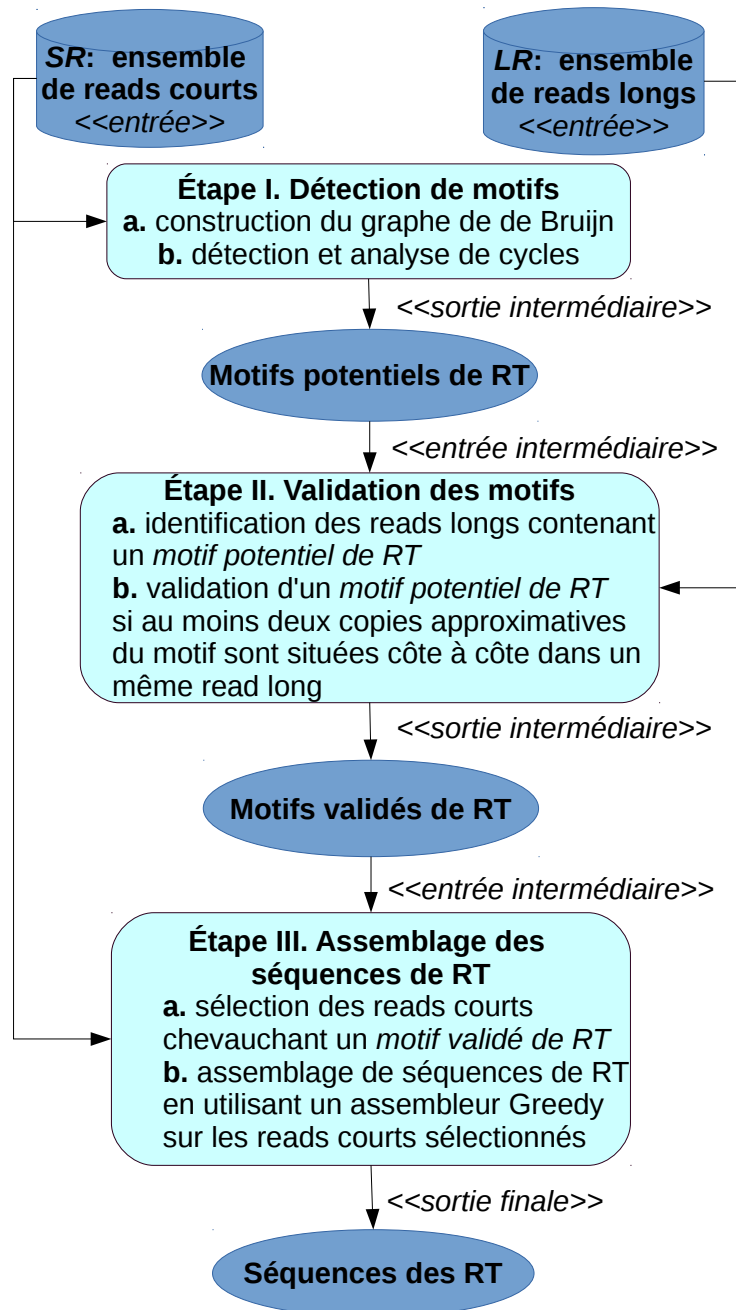 SR: ensemble
de reads courts
<<entrée>>
LR: ensemble
de reads longs
<<entrée>>
Étape I. Détection de motifs
a. construction du graphe de de Bruijn
b. détection et analyse de cycles
<<sortie intermédiaire>>
Motifs potentiels de RT
<<entrée intermédiaire>>
Étape II. Validation des motifs
a. identification des reads longs contenant
un motif potentiel de RT
b. validation d'un motif potentiel de RT
si au moins deux copies approximatives
du motif sont situées côte à côte dans un
même read long
<<sortie intermédiaire>>
Motifs validés de RT
<<entrée intermédiaire>>
Étape III. Assemblage des
séquences de RT
a. sélection des reads courts
chevauchant un motif validé de RT
b. assemblage de séquences de RT
en utilisant un assembleur Greedy
sur les reads courts sélectionnés
<<sortie finale>>
Séquences des RT